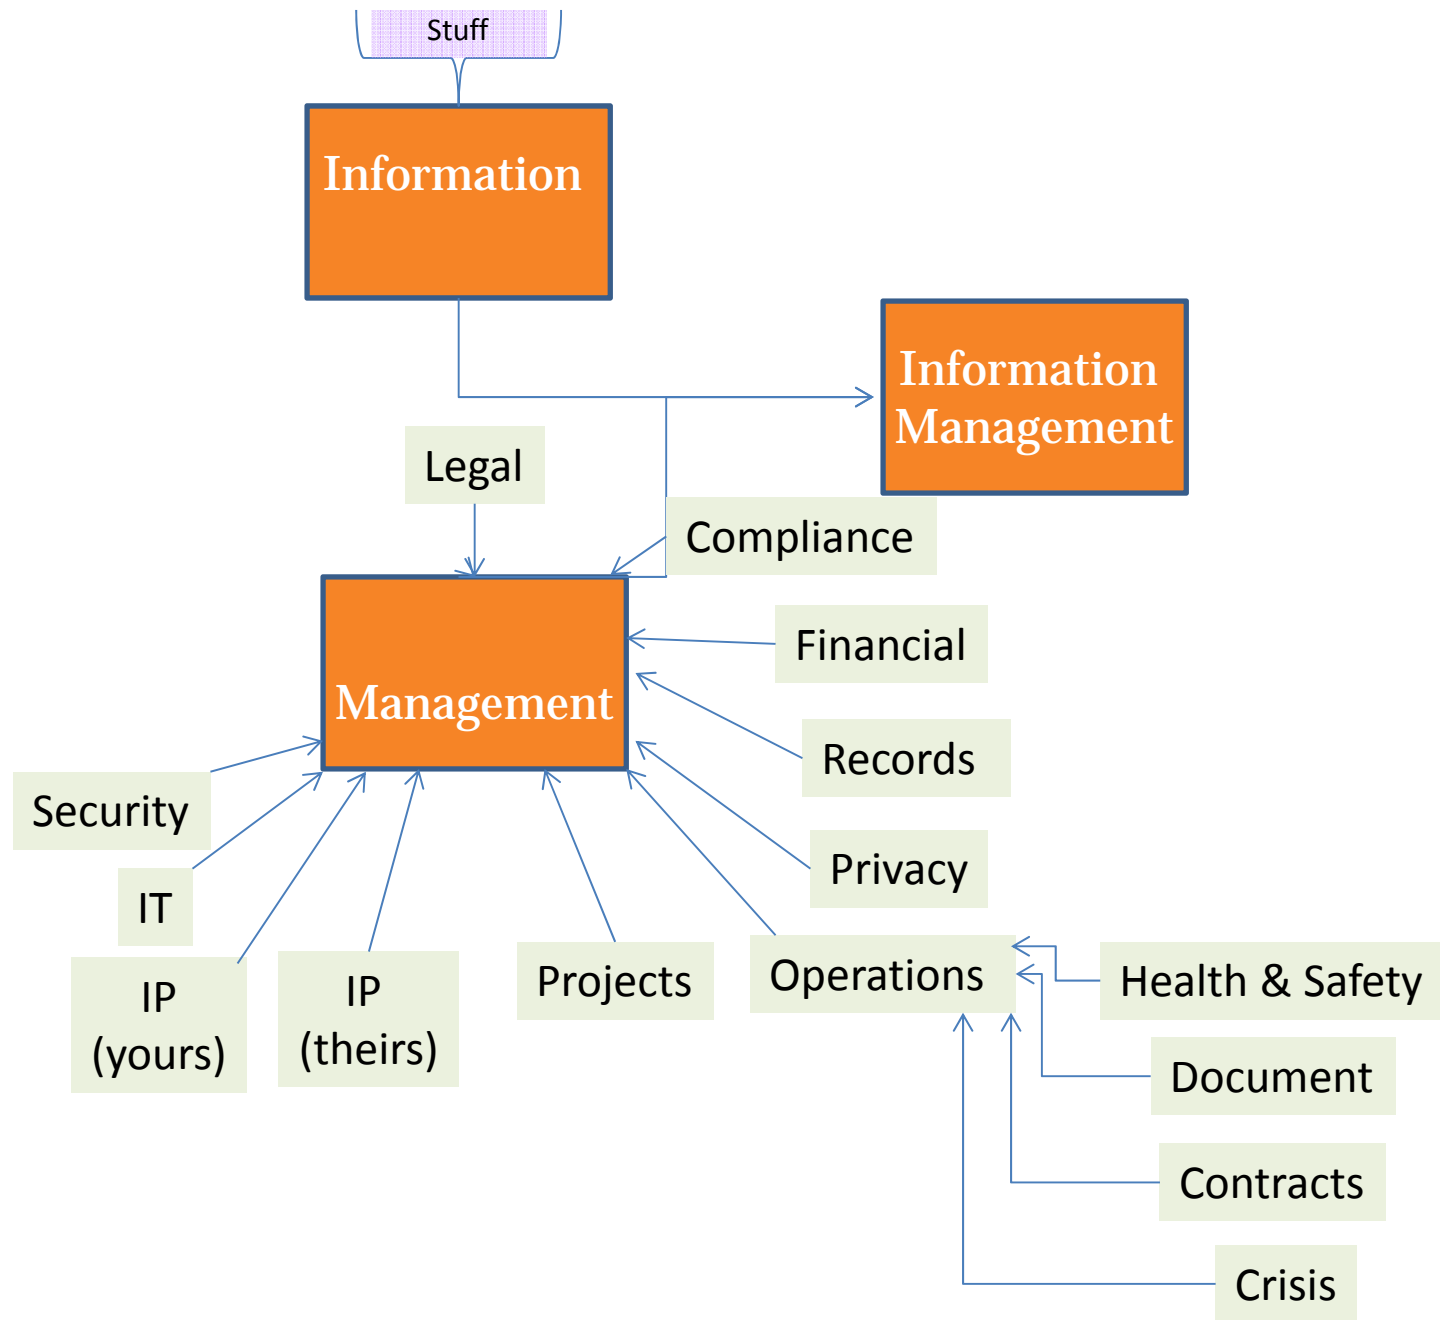 Stuff
Information
Information
Management
Legal
Compliance
Financial
Management
Records
Security
Privacy
IT
Operations
Health & Safety
IP
(yours)
IP
(theirs)
Projects
Document
Contracts
Crisis